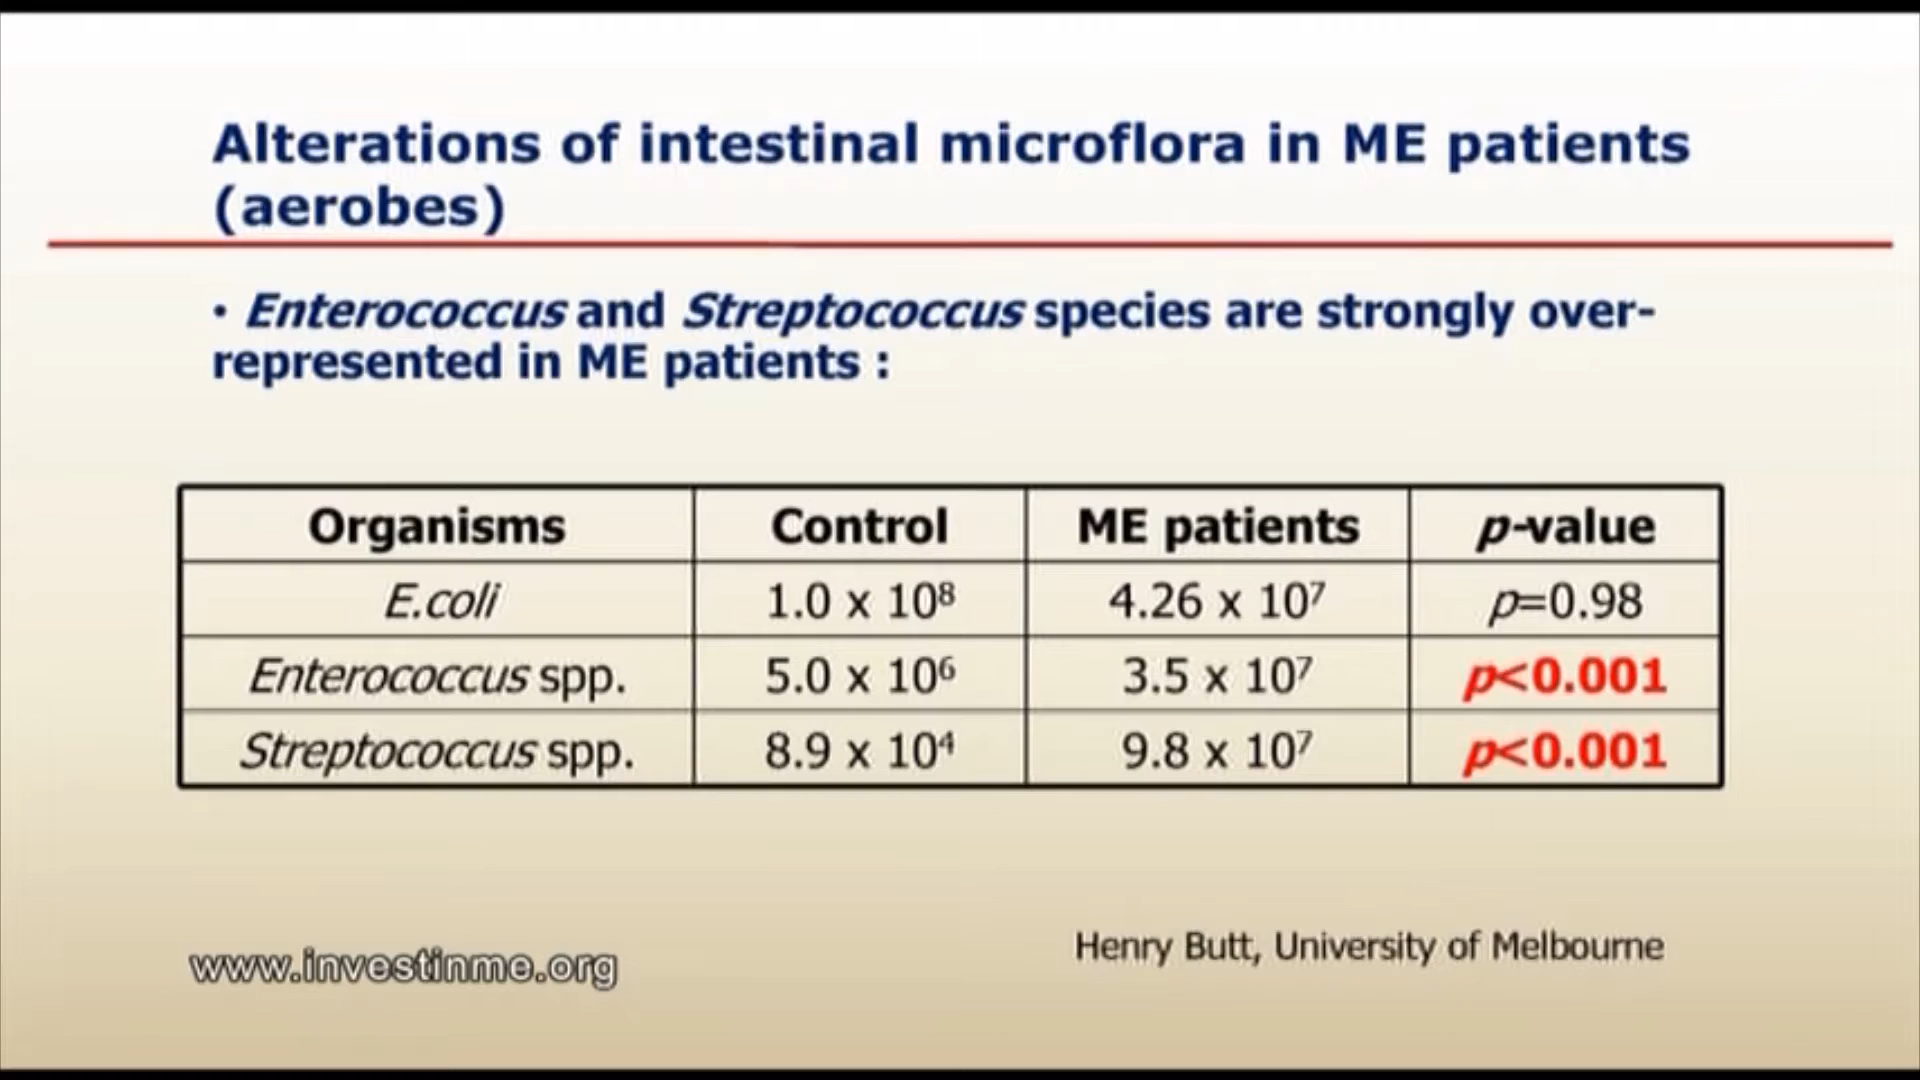 Alterations of intestinal microflora in ME patients
(aerobes)
• Enterococcus and Streptococcus species are strongly over-
represented in ME patients :
Organisms Control ME patients p-value
E.coli 1.0 x 10⁸ 4.26 x 10⁷ p=0.98
Enterococcus spp. 5.0 x 10⁶ 3.5 x 10⁷ p<0.001
Streptococcus spp. 8.9 x 10⁴ 9.8 x 10⁷ p<0.001
Henry Butt, University of Melbourne
www.investinme.org